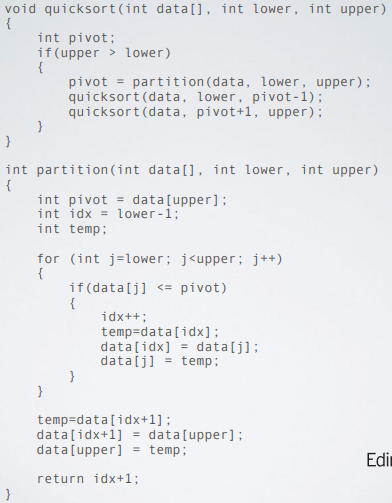 void quicksort(int data[], int lower, int upper)
{
    int pivot;
    if(upper > lower)
    {
        pivot = partition(data, lower, upper);
        quicksort(data, lower, pivot-1);
        quicksort(data, pivot+1, upper);
    }
}

int partition(int data[], int lower, int upper)
{
    int pivot = data[upper];
    int idx = lower-1;
    int temp;

    for (int j=lower; j<upper; j++)
    {
        if(data[j] <= pivot)
        {
            idx++;
            temp=data[idx];
            data[idx] = data[j];
            data[j] = temp;
        }
    }

    temp=data[idx+1];
    data[idx+1] = data[upper];
    data[upper] = temp;
Edin
    return idx+1;
}